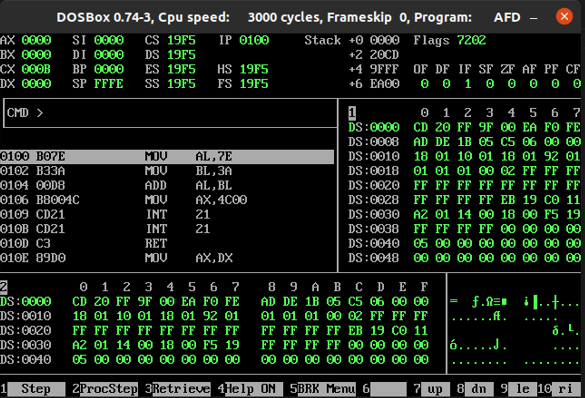 DOSBox 0.74-3, Cpu speed: 3000 cycles, Frameskip 0, Program: AFD
AX 0000 SI 0000 CS 19F5 IP 0100 Stack +0 0000 Flags 7202
BX 0000 DI 0000 DS 19F5 +2 20CD
CX 000B BP 0000 ES 19F5 HS 19F5 +4 9FFF OF DF IF SF ZF AF PF CF
DX 0000 SP FFFE SS 19F5 FS 19F5 +6 EA00 0 0 1 0 0 0 0 0
CMD >
1 0 1 2 3 4 5 6 7
DS:0000 CD 20 FF 9F 00 EA F0 FE
DS:0008 AD DE 1B 05 C5 06 00 00
0100 B07E MOV AL,7E DS:0010 18 01 10 01 18 01 92 01
0102 B33A MOV BL,3A DS:0018 01 01 01 00 02 FF FF FF
0104 00D8 ADD AL,BL DS:0020 FF FF FF FF FF FF FF FF
0106 B8004C MOV AX,4C00 DS:0028 FF FF FF FF EB 19 C0 11
0109 CD21 INT 21 DS:0030 A2 01 14 00 18 00 F5 19
010B CD21 INT 21 DS:0038 FF FF FF FF 00 00 00 00
010D C3 RET DS:0040 05 00 00 00 00 00 00 00
010E 89D0 MOV AX,DX DS:0048 00 00 00 00 00 00 00 00
2 0 1 2 3 4 5 6 7 8 9 A B C D E F
DS:0000 CD 20 FF 9F 00 EA F0 FE AD DE 1B 05 C5 06 00 00
DS:0010 18 01 10 01 18 01 92 01 01 01 01 00 02 FF FF FF
DS:0020 FF FF FF FF FF FF FF FF FF FF FF FF EB 19 C0 11
DS:0030 A2 01 14 00 18 00 F5 19 FF FF FF FF 00 00 00 00
DS:0040 05 00 00 00 00 00 00 00 00 00 00 00 00 00 00 00
1 Step 2 ProcStep 3 Retrieve 4 Help ON 5 BRK Menu 6 7 up 8 dn 9 le 10 ri